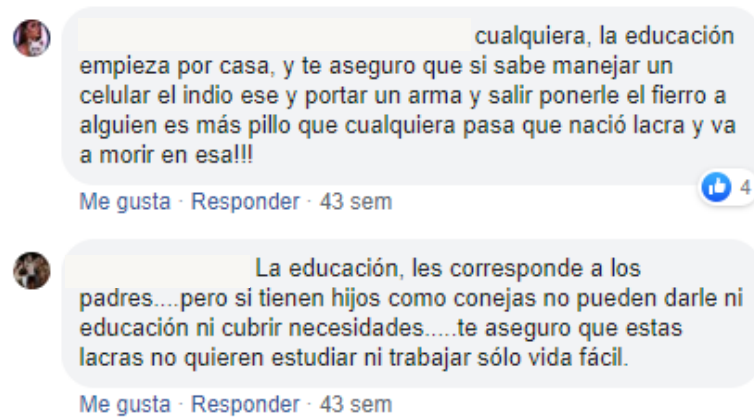 cualquiera, la educación
empieza por casa, y te aseguro que si sabe manejar un
celular el indio ese y portar un arma y salir ponerle el fierro a
alguien es más pillo que cualquiera pasa que nació lacra y va
a morir en esa!!!
4
Me gusta · Responder · 43 sem
La educación, les corresponde a los
padres....pero si tienen hijos como conejas no pueden darle ni
educación ni cubrir necesidades.....te aseguro que estas
lacras no quieren estudiar ni trabajar sólo vida fácil.
Me gusta · Responder · 43 sem